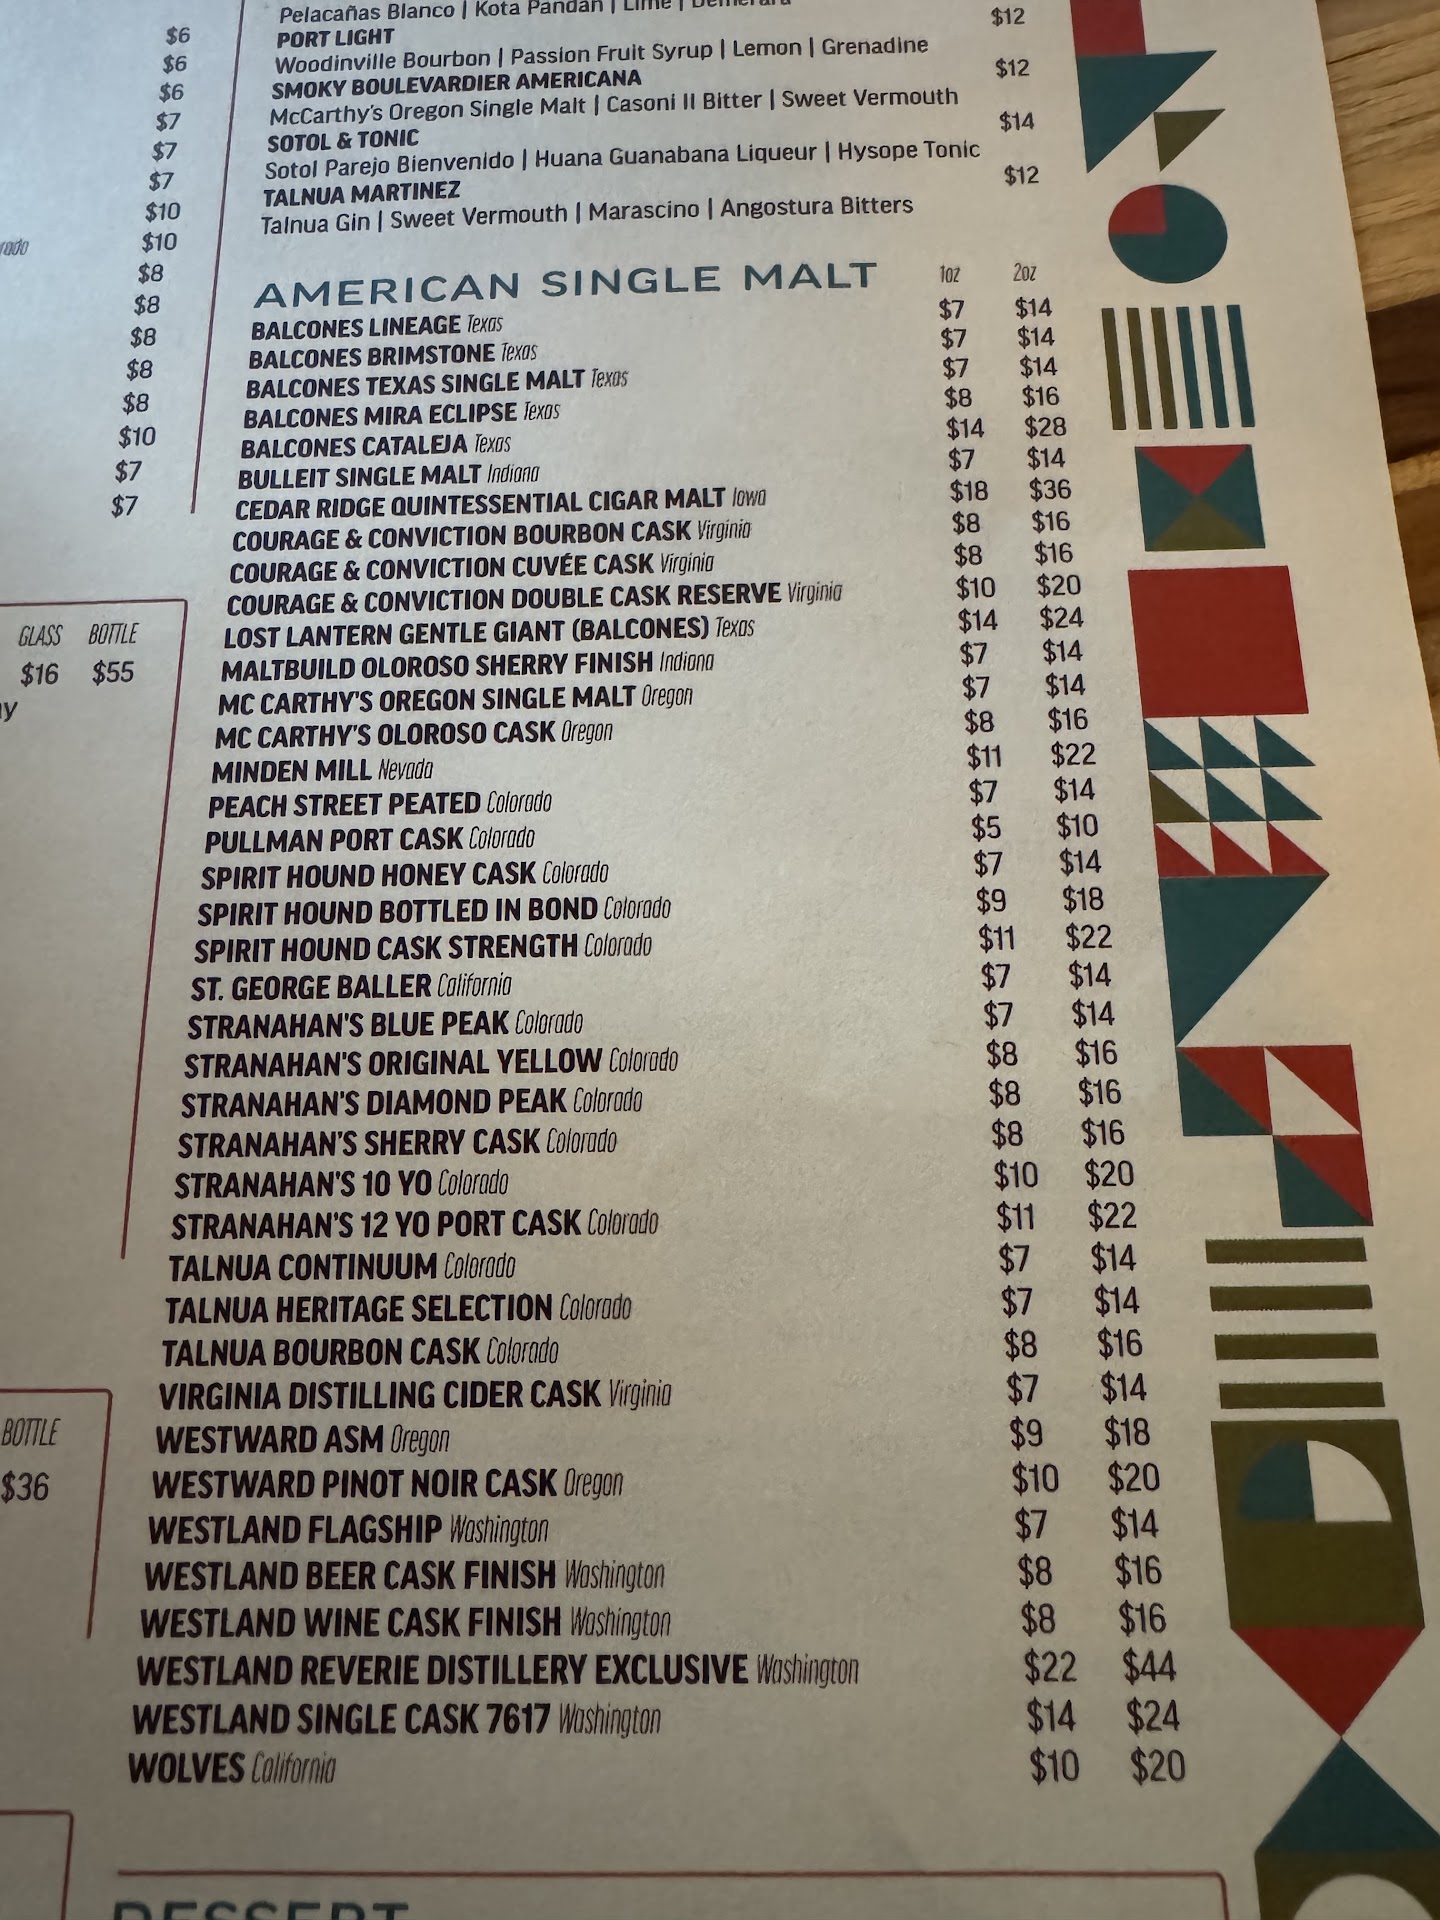 $6
$6
$6
$7
$7
$7
$10
$10
$8
$8
$8
$8
$8
$10
$7
$7
GLASS BOTTLE
$16 $55
BOTTLE
$36
Pelacañas Blanco | Kota Pandan | Lime | Demerara
PORT LIGHT $12
Woodinville Bourbon | Passion Fruit Syrup | Lemon | Grenadine
SMOKY BOULEVARDIER AMERICANA $12
McCarthy's Oregon Single Malt | Casoni II Bitter | Sweet Vermouth
SOTOL & TONIC $14
Sotol Parejo Bienvenido | Huana Guanabana Liqueur | Hysope Tonic
TALNUA MARTINEZ $12
Talnua Gin | Sweet Vermouth | Marascino | Angostura Bitters
AMERICAN SINGLE MALT 1oz 2oz
BALCONES LINEAGE Texas $7 $14
BALCONES BRIMSTONE Texas $7 $14
BALCONES TEXAS SINGLE MALT Texas $7 $14
BALCONES MIRA ECLIPSE Texas $8 $16
BALCONES CATALEJA Texas $14 $28
BULLEIT SINGLE MALT Indiana $7 $14
CEDAR RIDGE QUINTESSENTIAL CIGAR MALT Iowa $18 $36
COURAGE & CONVICTION BOURBON CASK Virginia $8 $16
COURAGE & CONVICTION CUVÉE CASK Virginia $8 $16
COURAGE & CONVICTION DOUBLE CASK RESERVE Virginia $10 $20
LOST LANTERN GENTLE GIANT (BALCONES) Texas $14 $24
MALTBUILD OLOROSO SHERRY FINISH Indiana $7 $14
MC CARTHY'S OREGON SINGLE MALT Oregon $7 $14
MC CARTHY'S OLOROSO CASK Oregon $8 $16
MINDEN MILL Nevada $11 $22
PEACH STREET PEATED Colorado $7 $14
PULLMAN PORT CASK Colorado $5 $10
SPIRIT HOUND HONEY CASK Colorado $7 $14
SPIRIT HOUND BOTTLED IN BOND Colorado $9 $18
SPIRIT HOUND CASK STRENGTH Colorado $11 $22
ST. GEORGE BALLER California $7 $14
STRANAHAN'S BLUE PEAK Colorado $7 $14
STRANAHAN'S ORIGINAL YELLOW Colorado $8 $16
STRANAHAN'S DIAMOND PEAK Colorado $8 $16
STRANAHAN'S SHERRY CASK Colorado $8 $16
STRANAHAN'S 10 YO Colorado $10 $20
STRANAHAN'S 12 YO PORT CASK Colorado $11 $22
TALNUA CONTINUUM Colorado $7 $14
TALNUA HERITAGE SELECTION Colorado $7 $14
TALNUA BOURBON CASK Colorado $8 $16
VIRGINIA DISTILLING CIDER CASK Virginia $7 $14
WESTWARD ASM Oregon $9 $18
WESTWARD PINOT NOIR CASK Oregon $10 $20
WESTLAND FLAGSHIP Washington $7 $14
WESTLAND BEER CASK FINISH Washington $8 $16
WESTLAND WINE CASK FINISH Washington $8 $16
WESTLAND REVERIE DISTILLERY EXCLUSIVE Washington $22 $44
WESTLAND SINGLE CASK 7617 Washington $14 $24
WOLVES California $10 $20
DESSERT